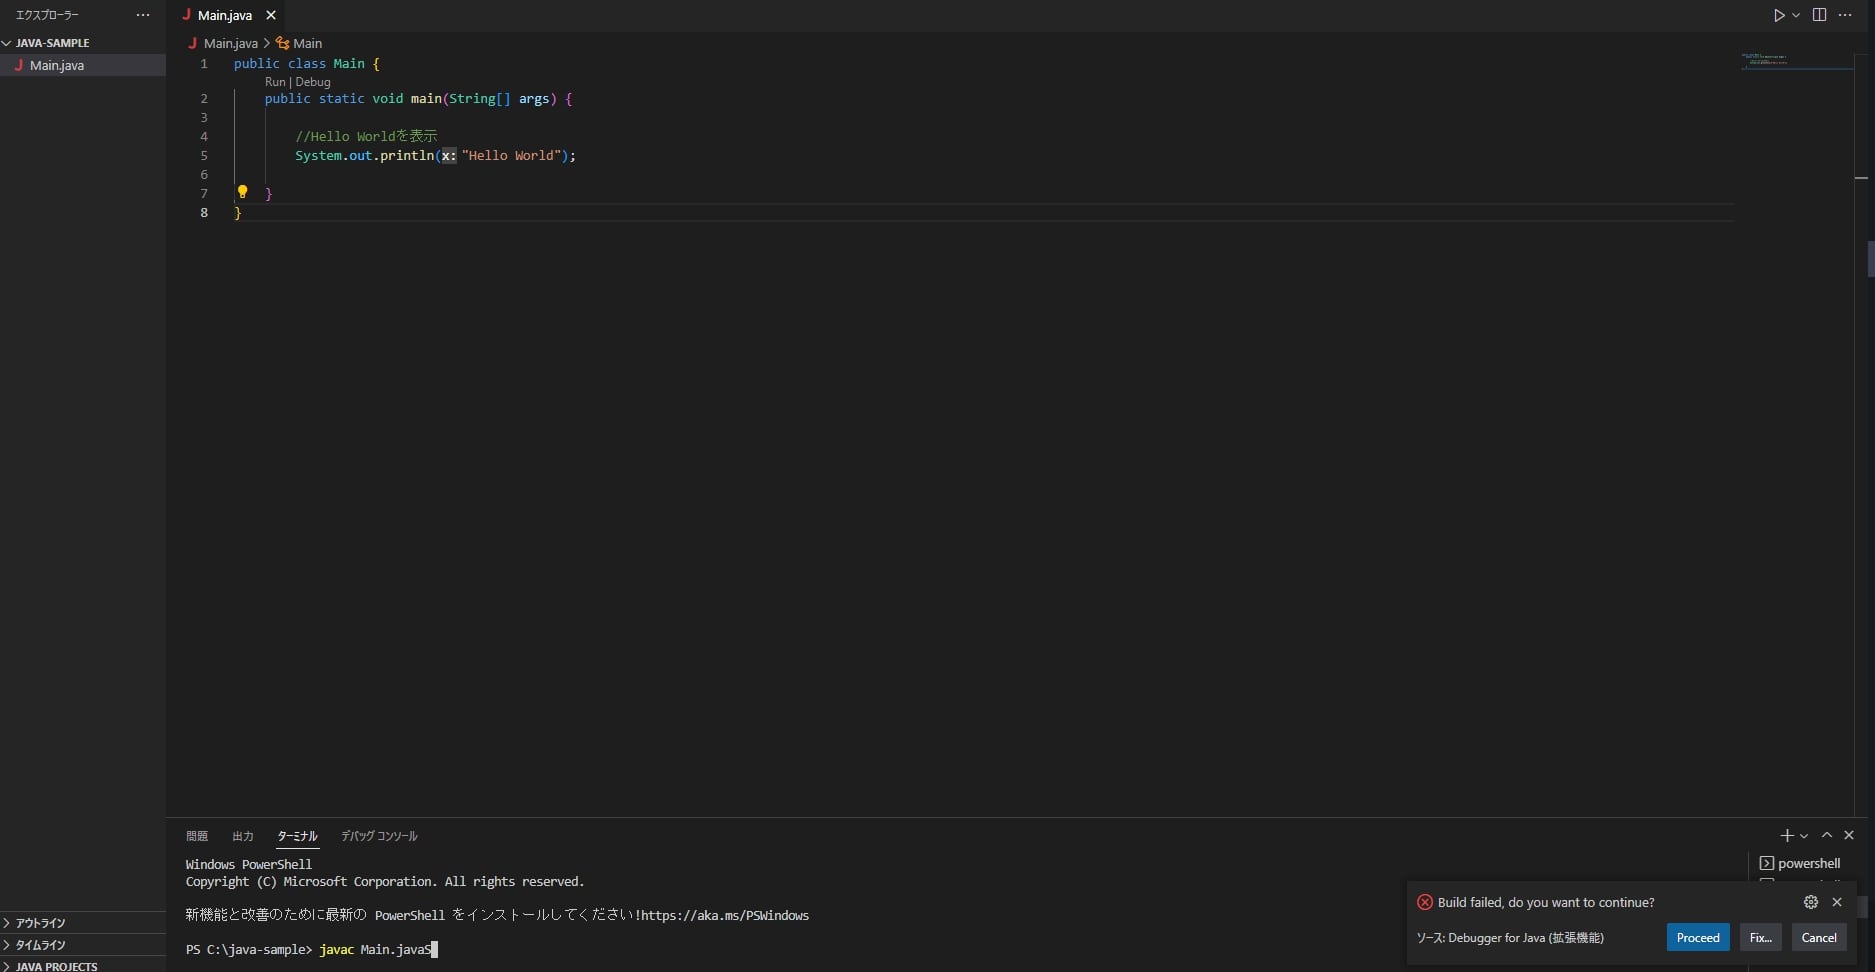 エクスプローラー
JAVA-SAMPLE
J Main.java
J Main.java
J Main.java > Main
1 public class Main {
Run | Debug
2 public static void main(String[] args) {
3
4 //Hello Worldを表示
5 System.out.println(x: "Hello World");
6
7 }
8 }
問題 出力 ターミナル デバッグ コンソール
Windows PowerShell
Copyright (C) Microsoft Corporation. All rights reserved.
新機能と改善のために最新の PowerShell をインストールしてください!https://aka.ms/PSWindows
PS C:\java-sample> javac Main.javaS
powershell
Build failed, do you want to continue?
ソース: Debugger for Java (拡張機能)
Proceed
Fix...
Cancel
アウトライン
タイムライン
JAVA PROJECTS